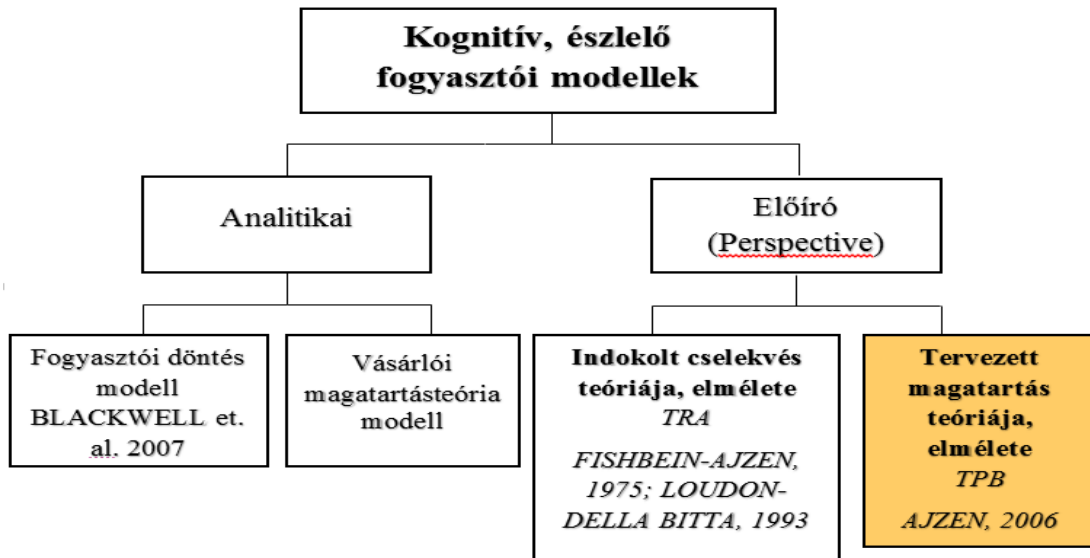 Kognitív, észlelő
fogyasztói modellek
Analitikai
Előíró
(Perspective)
Fogyasztói döntés
modell
BLACKWELL et.
al. 2007
Vásárlói
magatartásteória
modell
Indokolt cselekvés
teóriája, elmélete
TRA
FISHBEIN-AJZEN,
1975; LOUDON-
DELLA BITTA, 1993
Tervezett
magatartás
teóriája,
elmélete
TPB
AJZEN, 2006